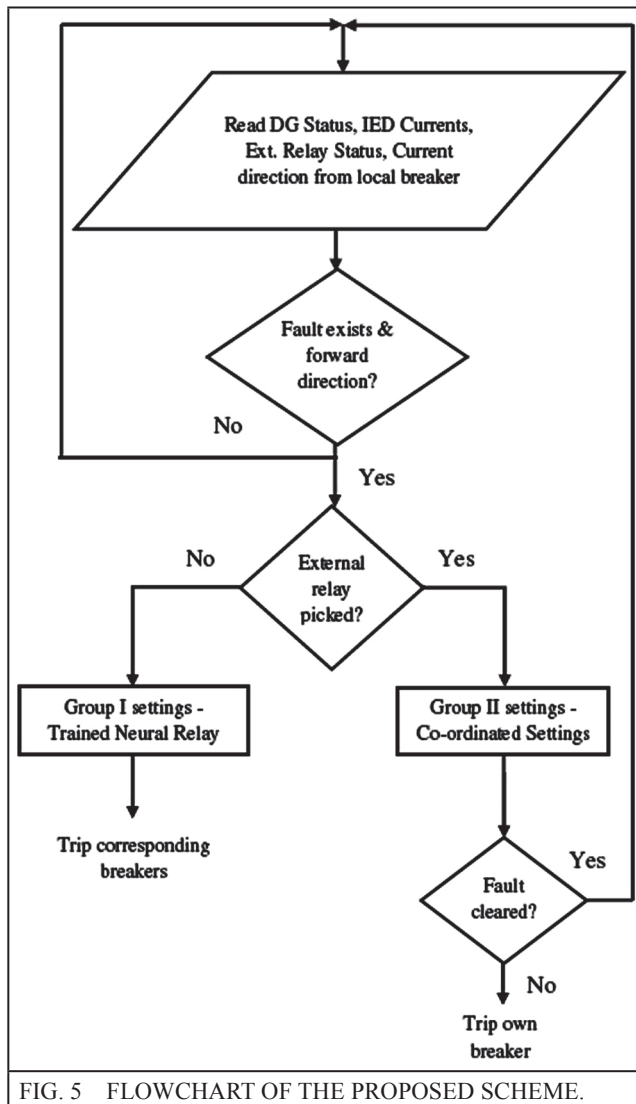 Read DG Status, IED Currents,
Ext. Relay Status, Current
direction from local breaker
Fault exists &
forward
direction?
No
Yes
No
External
relay
picked?
Yes
Group I settings -
Trained Neural Relay
Group II settings -
Co-ordinated Settings
Trip corresponding
breakers
Yes
Fault
cleared?
No
Trip own
breaker
FIG. 5 FLOWCHART OF THE PROPOSED SCHEME.